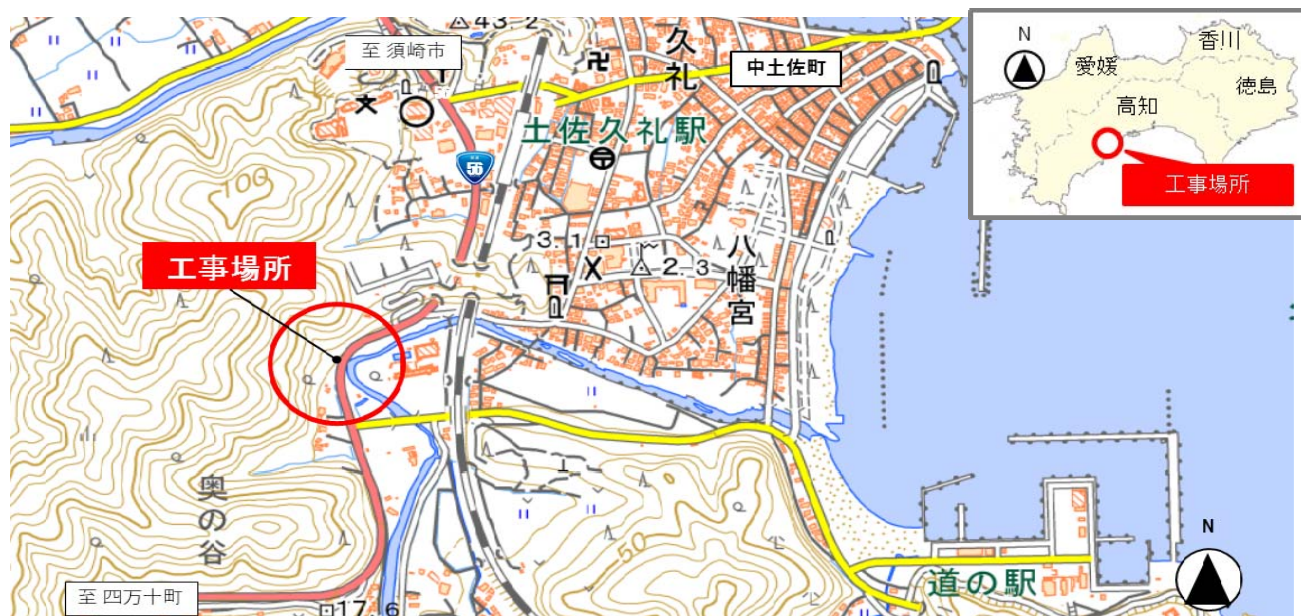 43.2
至 須崎市
久礼
中土佐町
土佐久礼駅
56
100
3.1
2.3
八幡宮
工事場所
奥の谷
50
道の駅
N
至 四万十町
17.6
N
香川
愛媛
徳島
高知
工事場所